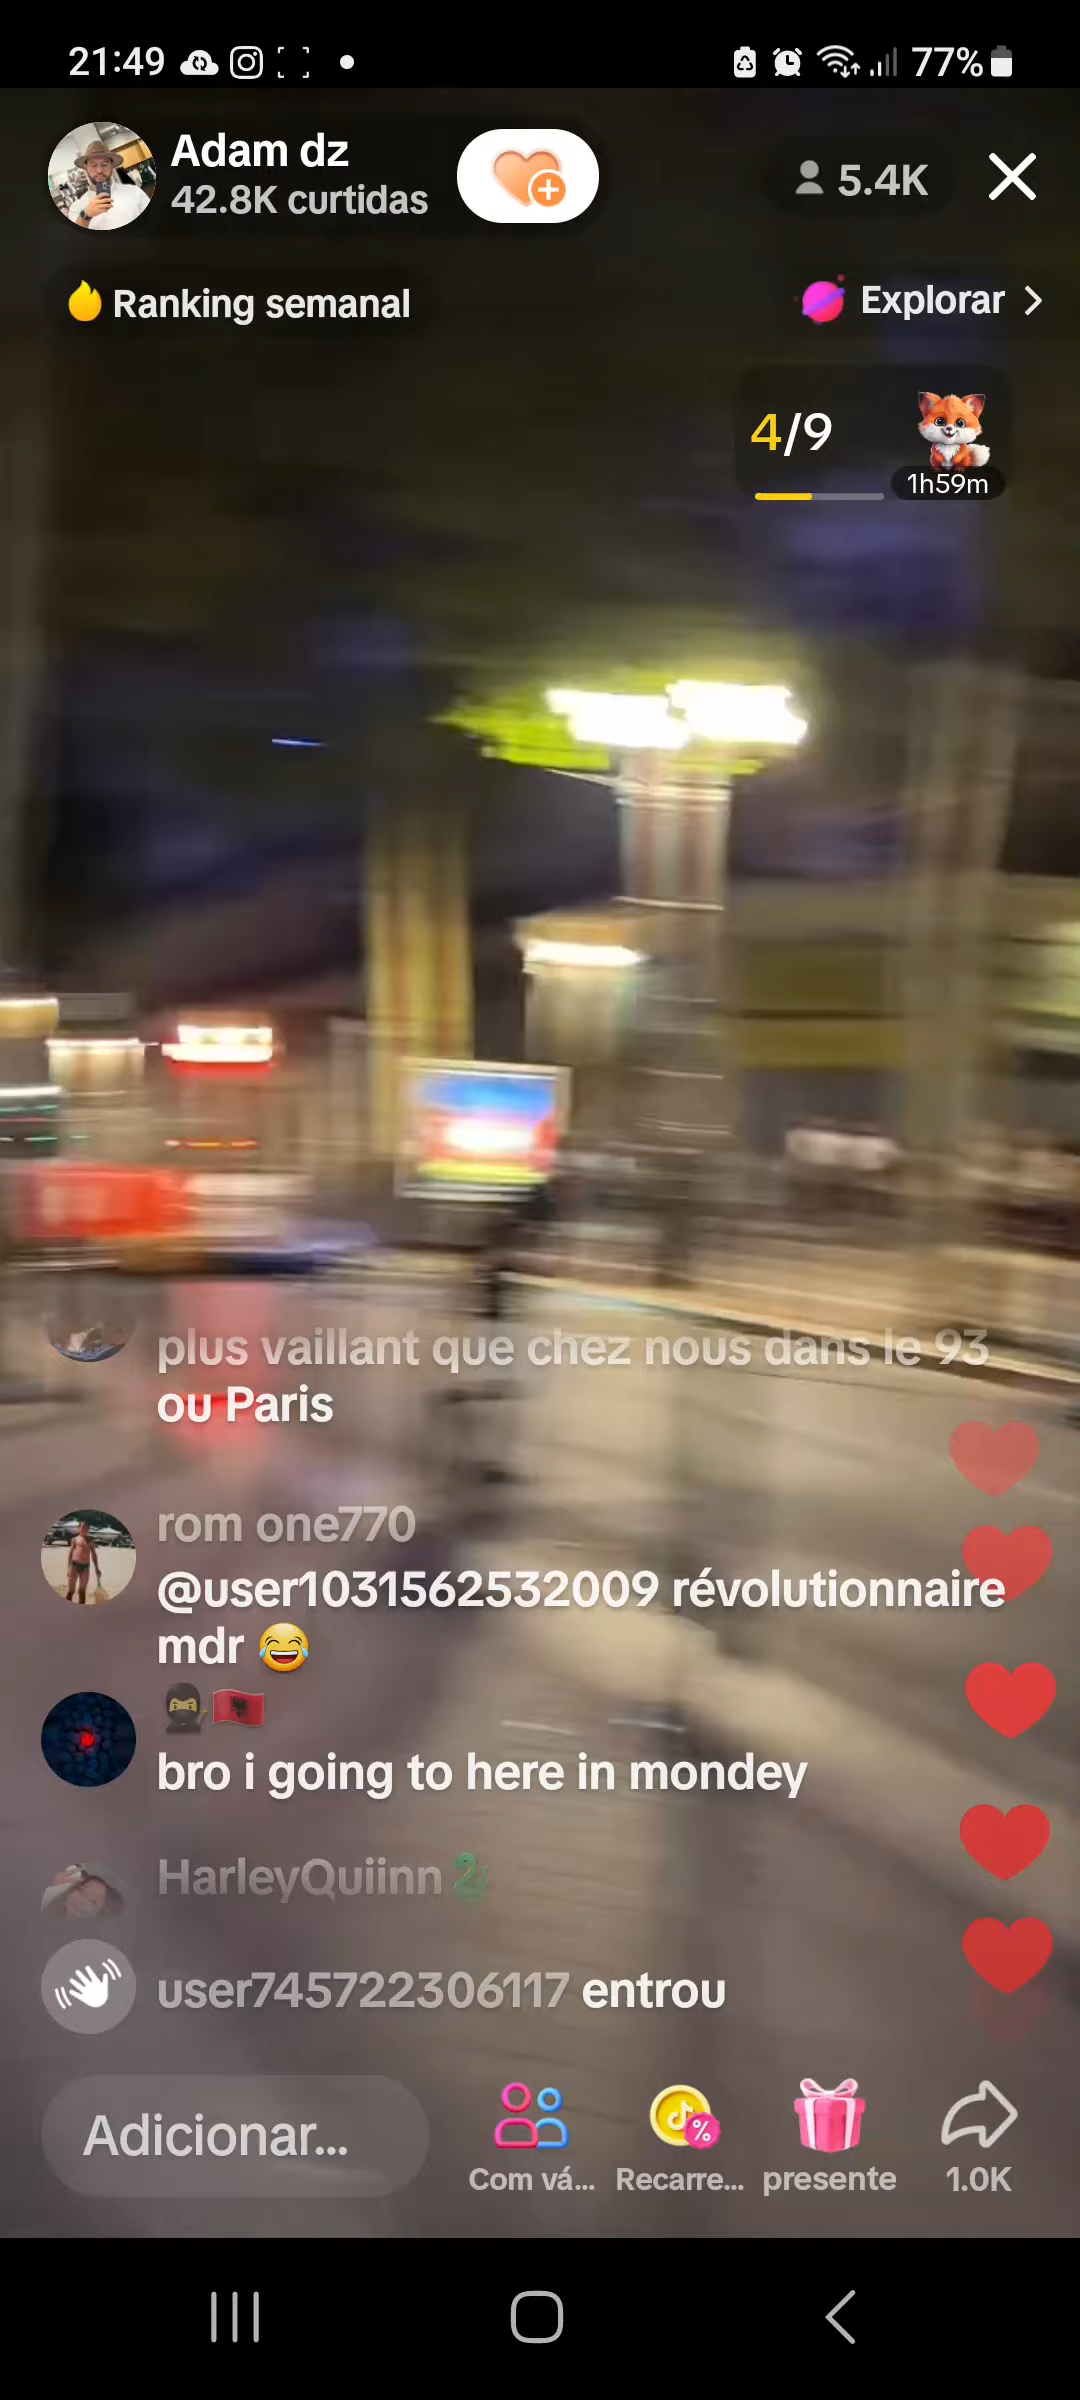 21:49
77%
Adam dz
42.8K curtidas
5.4K
Ranking semanal
Explorar
4/9
1h59m
plus vaillant que chez nous dans le 93
ou Paris
rom one770
@user1031562532009 révolutionnaire
mdr 😂
🥷🇦🇱
bro i going to here in mondey
HarleyQuiinn🐉
user745722306117 entrou
Adicionar...
Com vá...
Recarre...
presente
1.0K